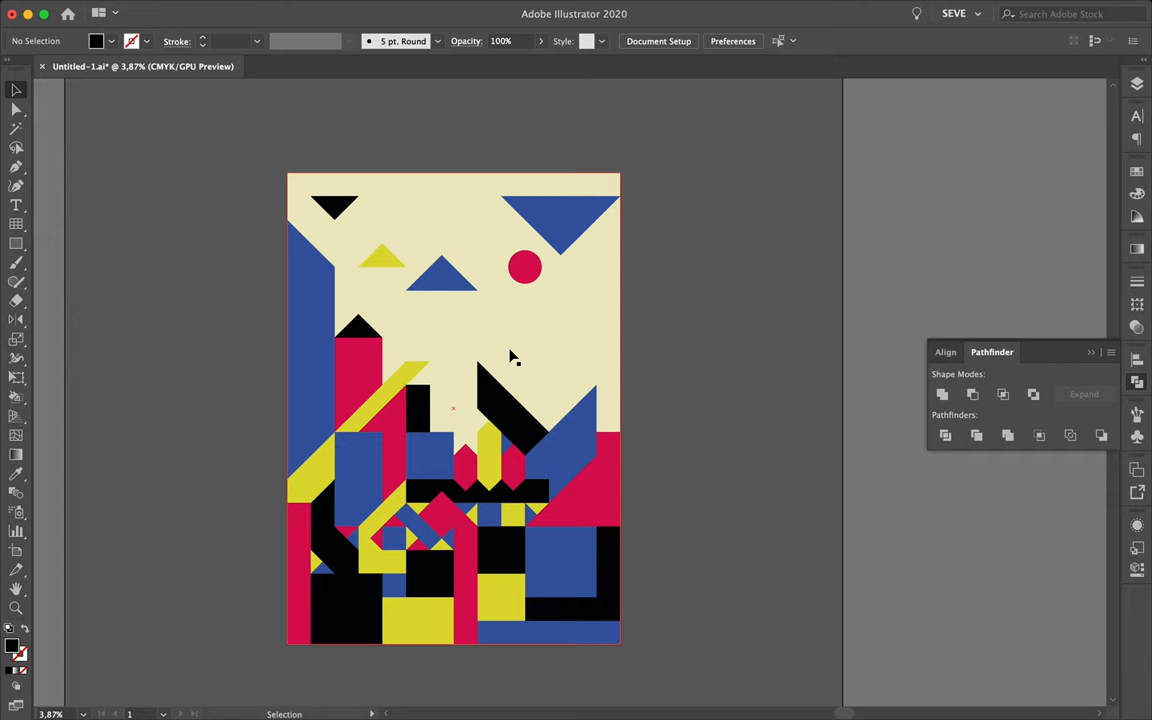 Adobe Illustrator 2020
SEVE
Search Adobe Stock
No Selection
Stroke:
5 pt. Round
Opacity:
100%
Style:
Document Setup
Preferences
Untitled-1.ai* @ 3,87% (CMYK/GPU Preview)
Align
Pathfinder
Shape Modes:
Expand
Pathfinders:
3,87%
1
Selection